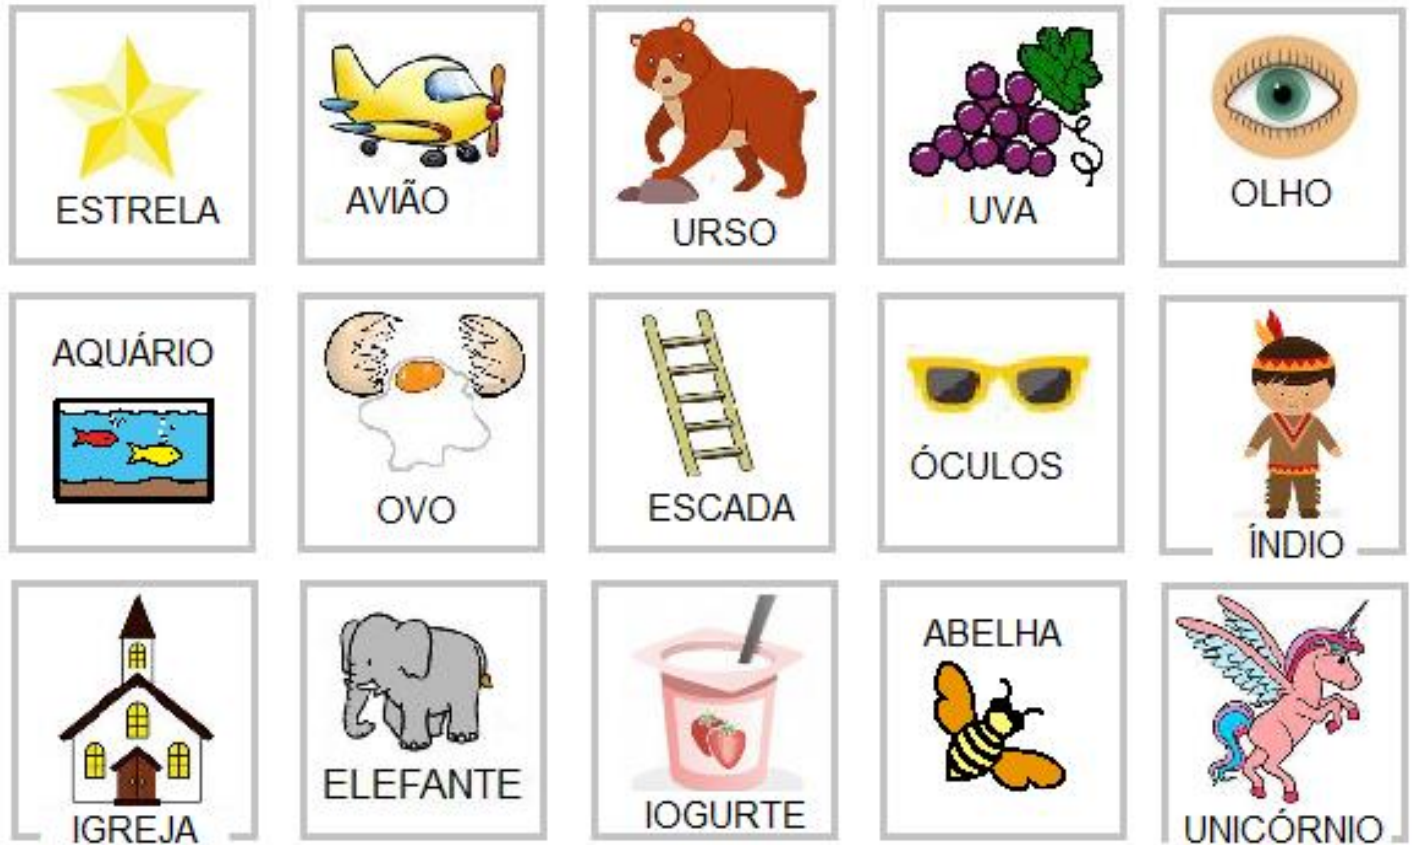 ESTRELA
AVIÃO
URSO
UVA
OLHO
AQUÁRIO
OVO
ESCADA
ÓCULOS
ÍNDIO
IGREJA
ELEFANTE
IOGURTE
ABELHA
UNICÓRNIO